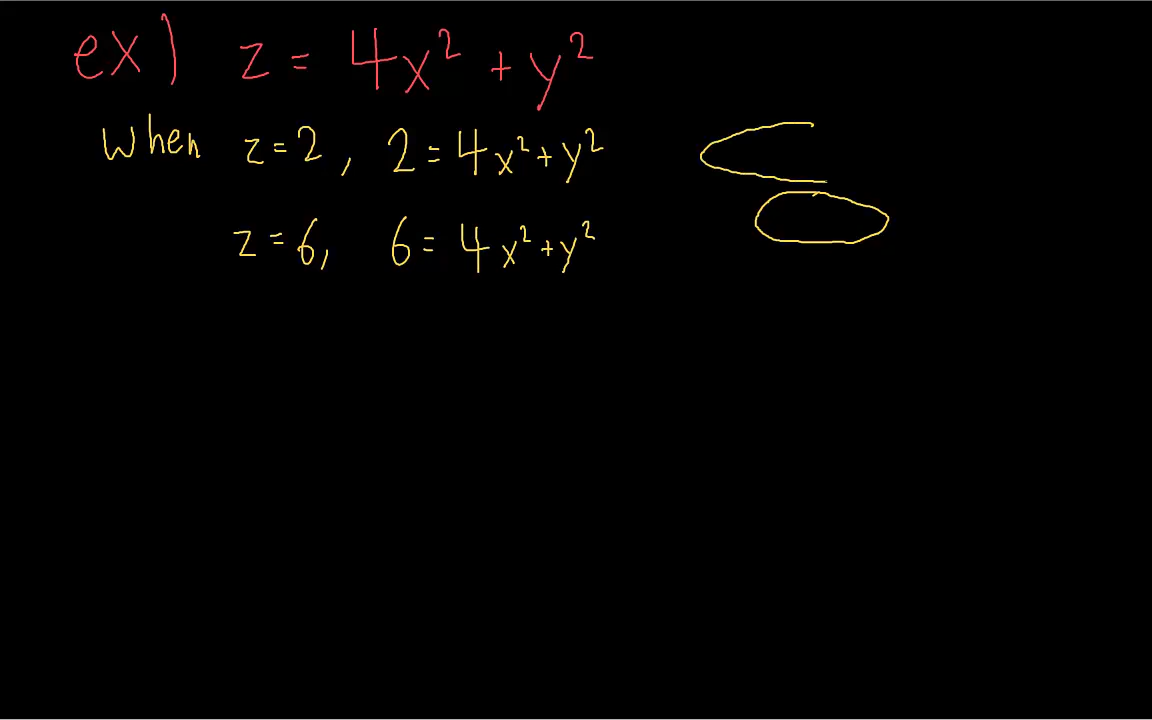 ex) z = 4x² + y²
When z = 2, 2 = 4x² + y²
z = 6, 6 = 4x² + y²